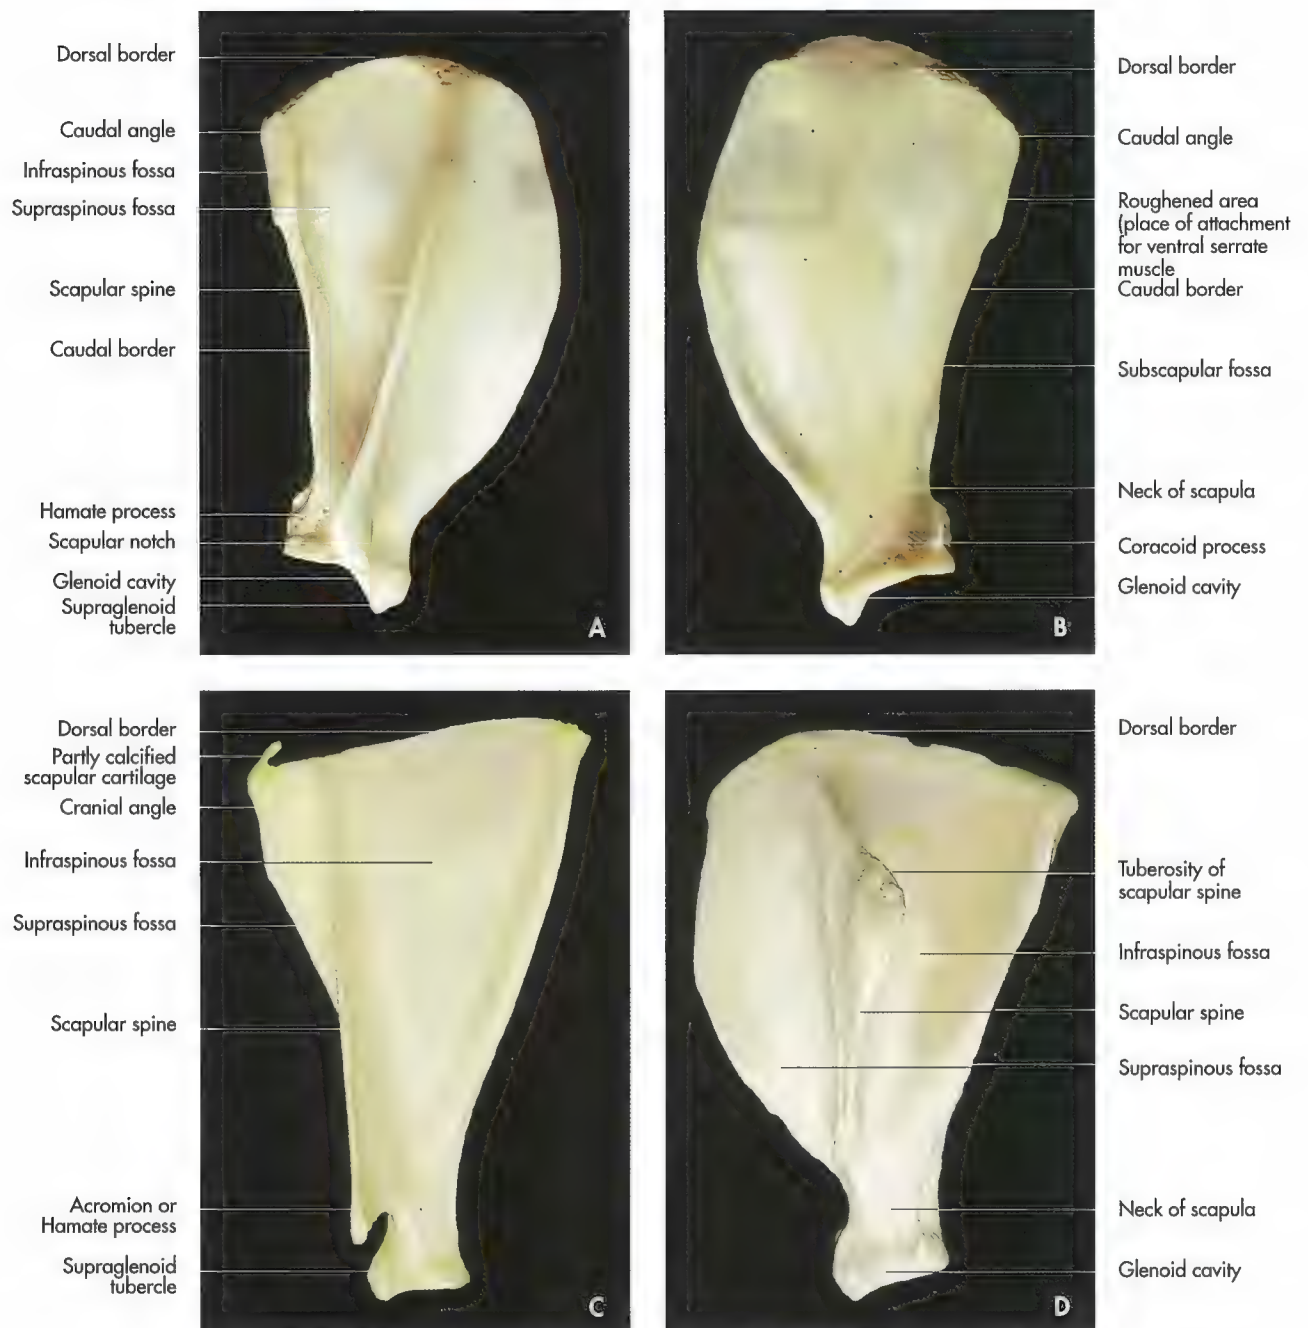 Dorsal border
Caudal angle
Infraspinous fossa
Supraspinous fossa
Scapular spine
Caudal border
Hamate process
Scapular notch
Glenoid cavity
Supraglenoid
tubercle
A
Dorsal border
Caudal angle
Roughened area
(place of attachment
for ventral serrate
muscle
Caudal border
Subscapular fossa
Neck of scapula
Coracoid process
Glenoid cavity
B
Dorsal border
Partly calcified
scapular cartilage
Cranial angle
Infraspinous fossa
Supraspinous fossa
Scapular spine
Acromion or
Hamate process
Supraglenoid
tubercle
C
Dorsal border
Tuberosity of
scapular spine
Infraspinous fossa
Scapular spine
Supraspinous fossa
Neck of scapula
Glenoid cavity
D